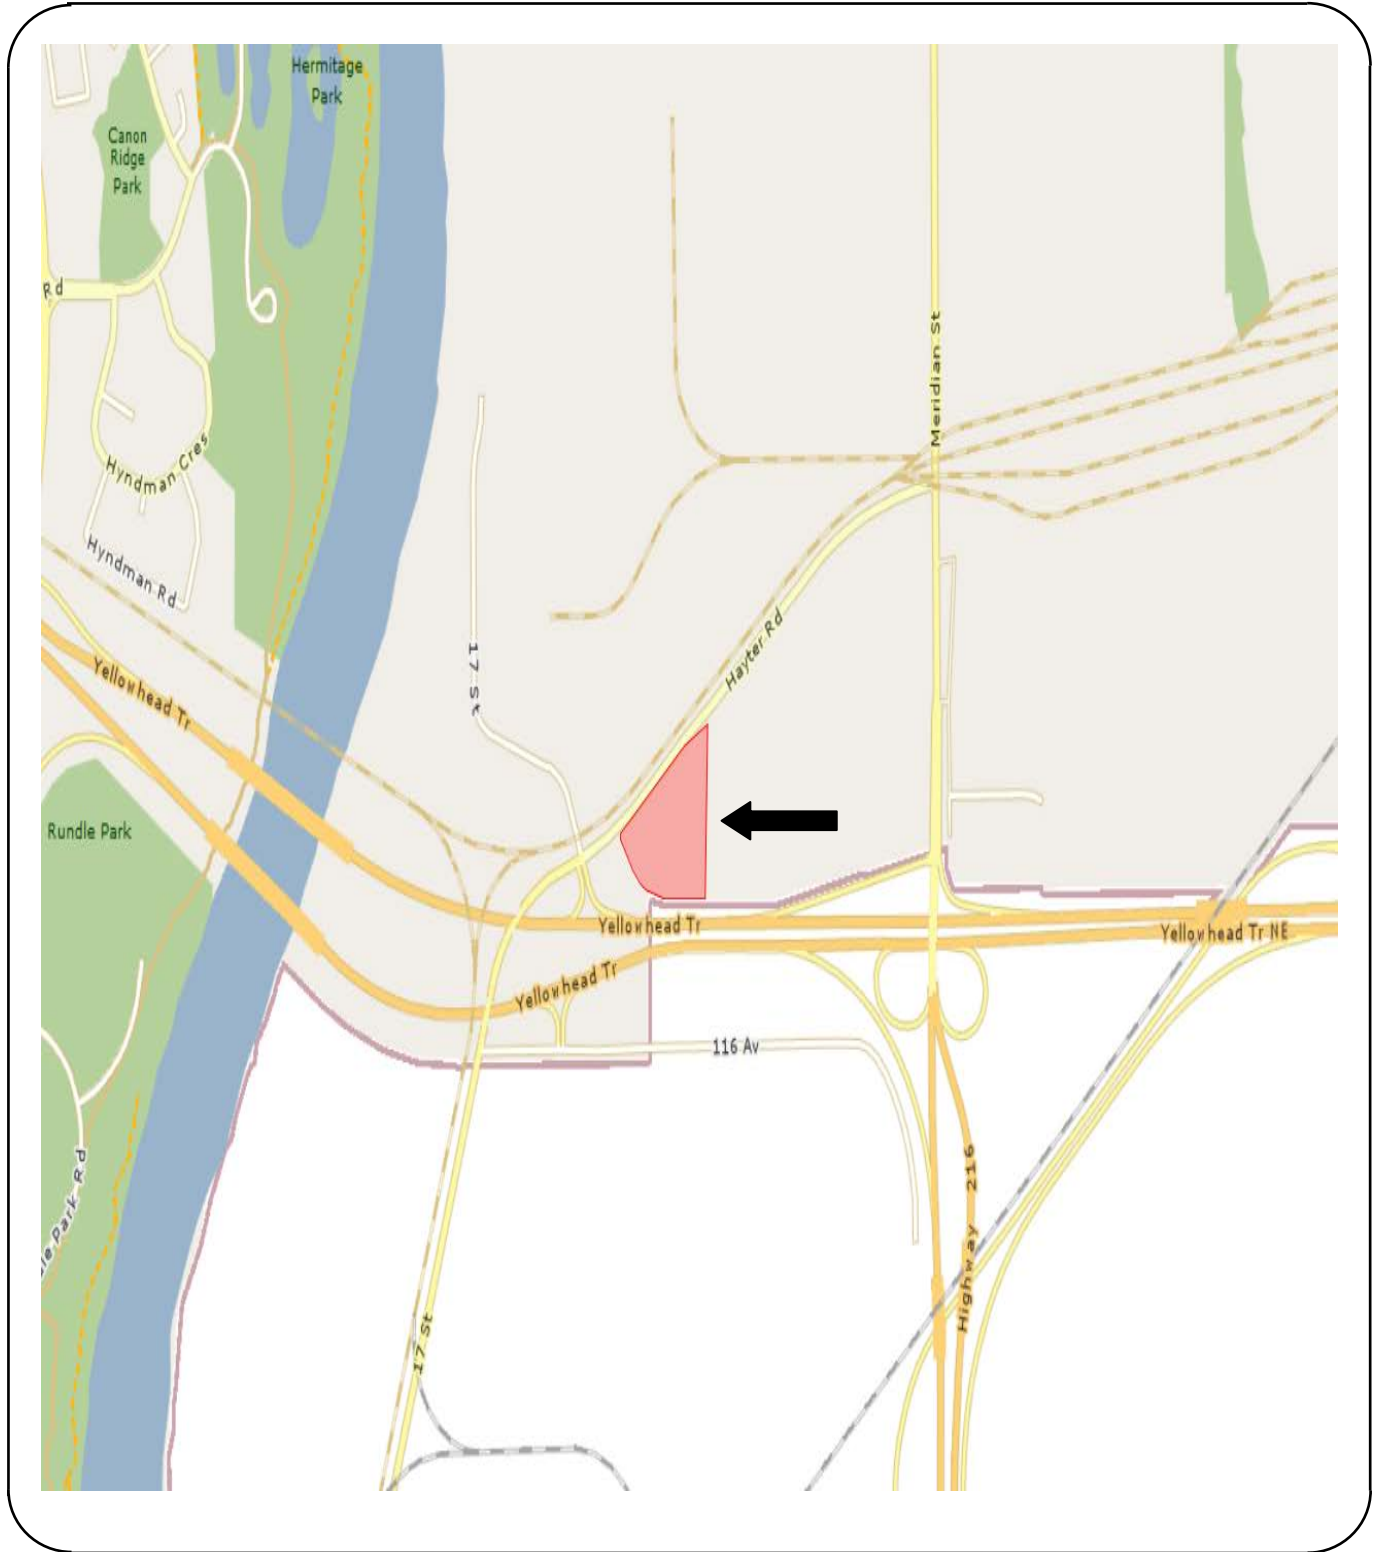 Hermitage
Park
Canon
Ridge
Park
Rd
Meridian St
Hyndman Cres
Hyndman Rd
17 St
Hayter Rd
Yellowhead Tr
Rundle Park
Yellowhead Tr
Yellowhead Tr NE
Yellowhead Tr
116 Av
le Park Rd
Highway 216
17 St